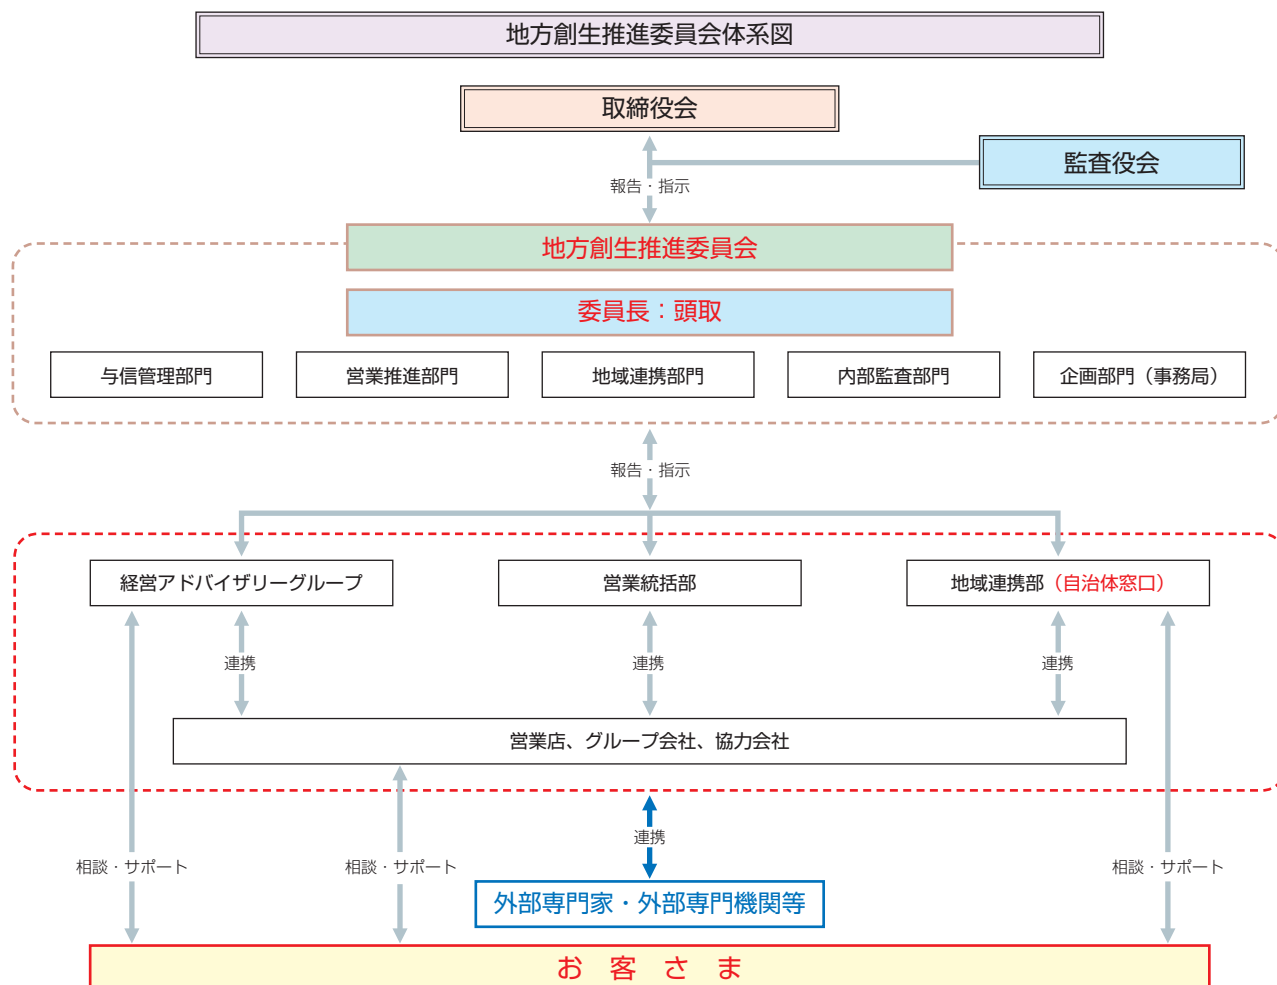 地方創生推進委員会体系図
取締役会
監査役会
報告・指示
地方創生推進委員会
委員長：頭取
与信管理部門
営業推進部門
地域連携部門
内部監査部門
企画部門（事務局）
報告・指示
経営アドバイザリーグループ
営業統括部
地域連携部（自治体窓口）
連携
連携
連携
営業店、グループ会社、協力会社
連携
相談・サポート
相談・サポート
相談・サポート
外部専門家・外部専門機関等
お 客 さ ま